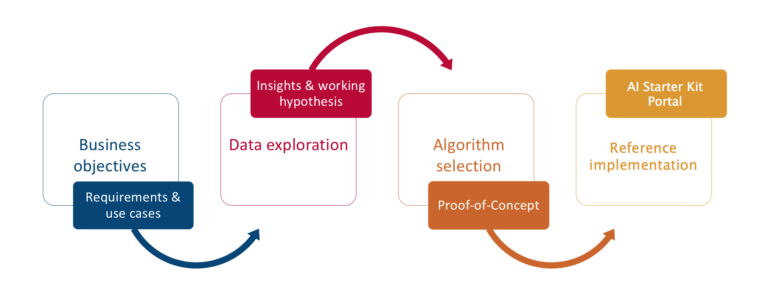 Business
objectives
Requirements &
use cases
Insights & working
hypothesis
Data exploration
Algorithm
selection
Proof-of-Concept
AI Starter Kit
Portal
Reference
implementation